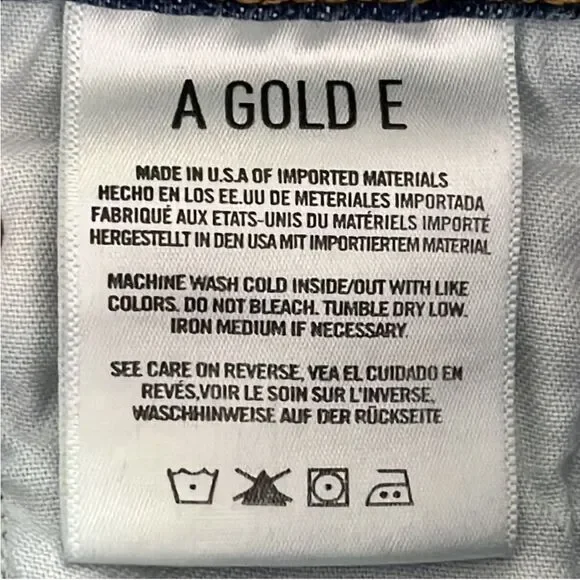 A GOLD E
MADE IN U.S.A OF IMPORTED MATERIALS
HECHO EN LOS EE.UU DE METERIALES IMPORTADA
FABRIQUÉ AUX ETATS-UNIS DU MATÉRIELS IMPORTÉ
HERGESTELLT IN DEN USA MIT IMPORTIERTEM MATERIAL
MACHINE WASH COLD INSIDE/OUT WITH LIKE
COLORS. DO NOT BLEACH. TUMBLE DRY LOW.
IRON MEDIUM IF NECESSARY.
SEE CARE ON REVERSE, VEA EL CUIDADO EN
REVÉS,VOIR LE SOIN SUR L'INVERSE.
WASCHHINWEISE AUF DER RÜCKSEITE